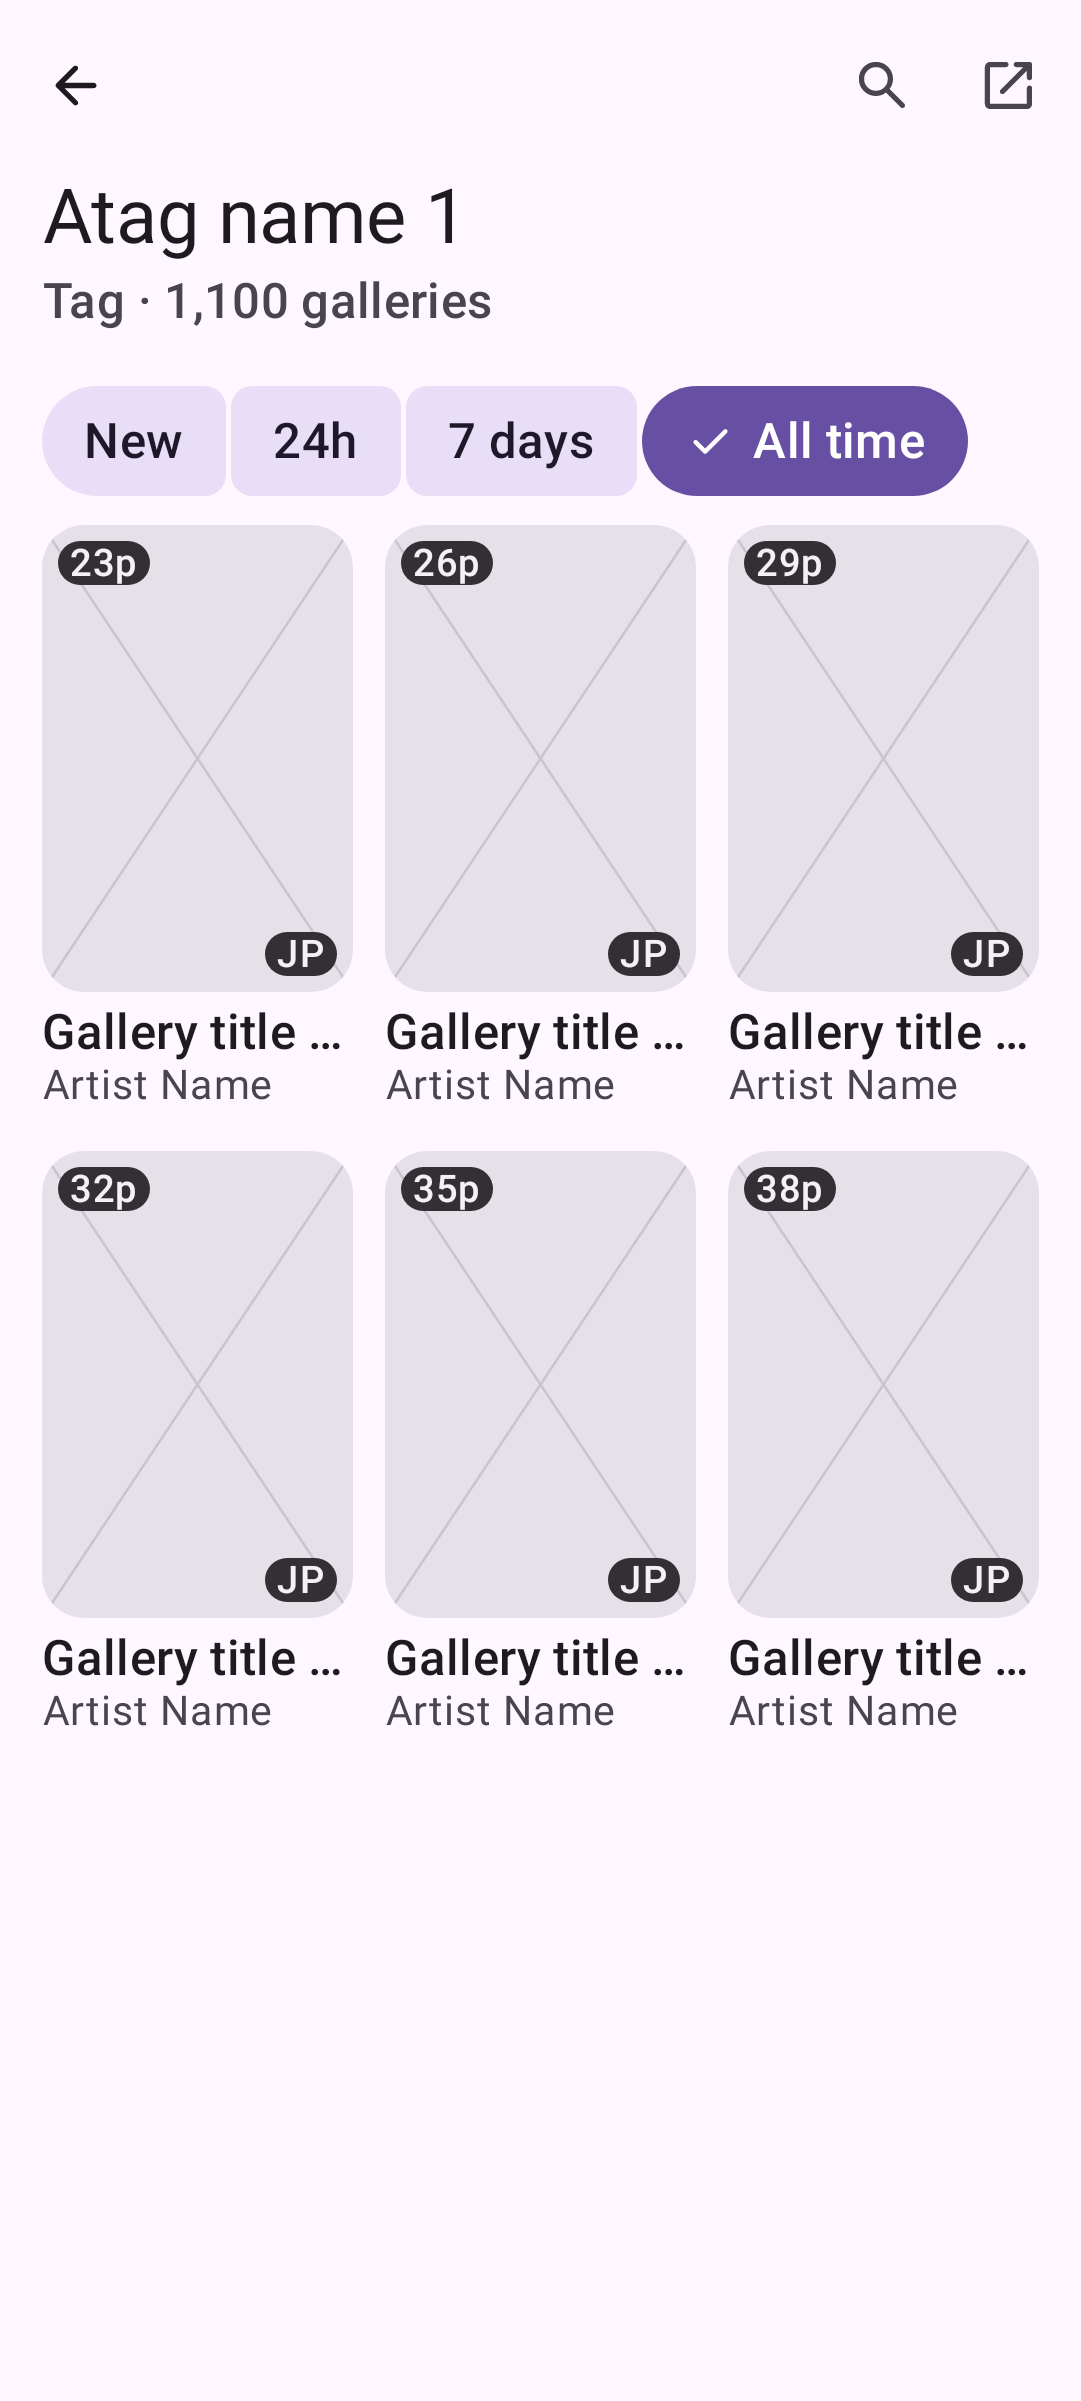 Atag name 1
Tag · 1,100 galleries
New 24h 7 days All time
23p 26p 29p
JP JP JP
Gallery title … Gallery title … Gallery title …
Artist Name Artist Name Artist Name
32p 35p 38p
JP JP JP
Gallery title … Gallery title … Gallery title …
Artist Name Artist Name Artist Name